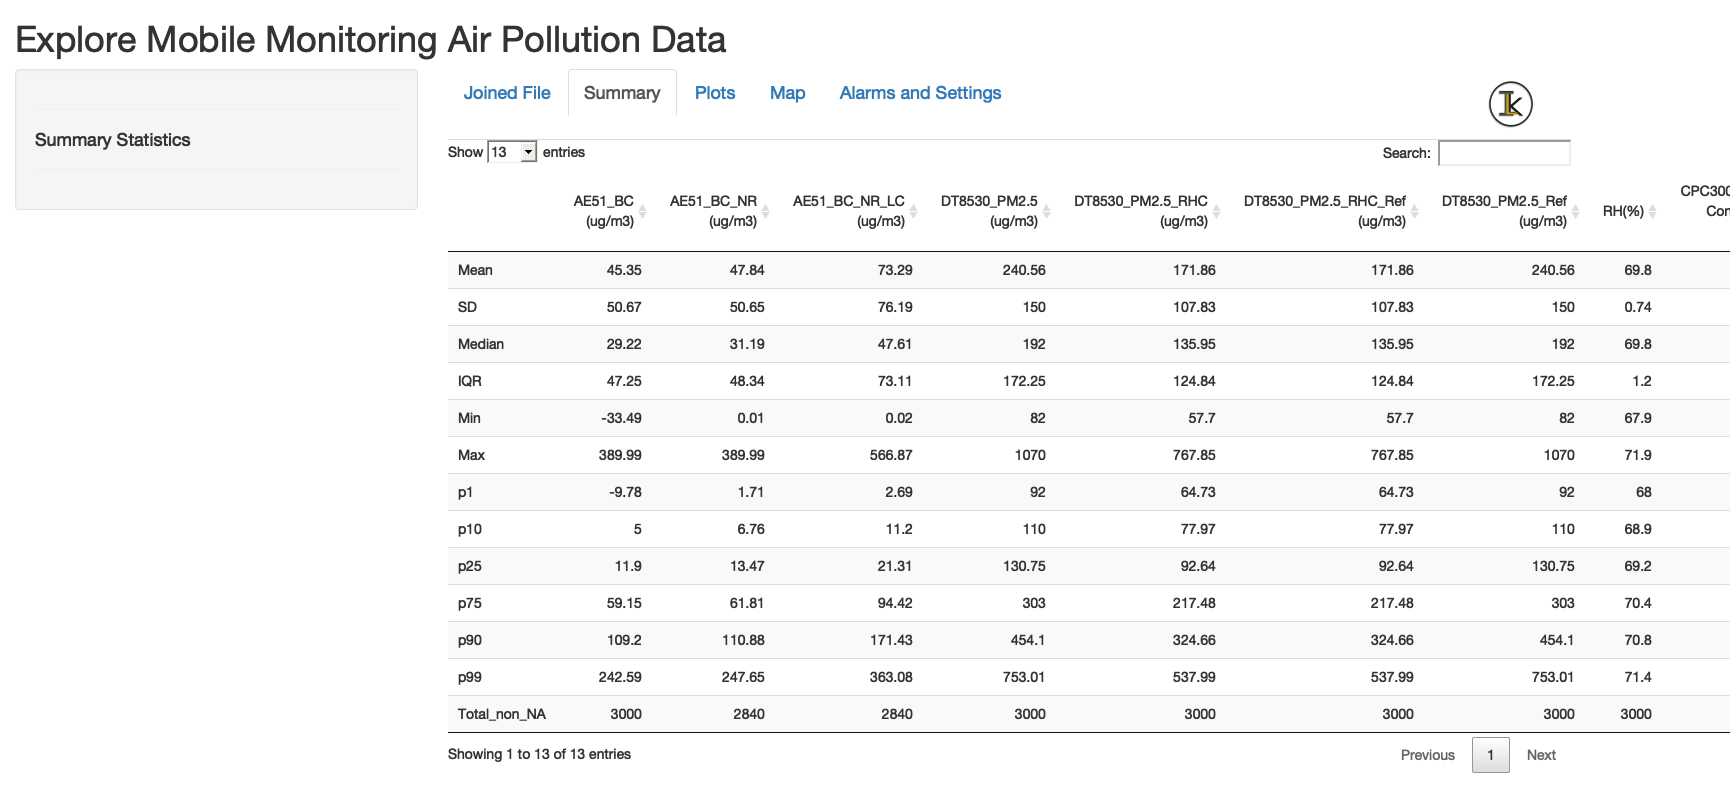 Explore Mobile Monitoring Air Pollution Data
Joined File Summary Plots Map Alarms and Settings
Summary Statistics
Show 13 entries
Search:
AE51_BC (ug/m3) AE51_BC_NR (ug/m3) AE51_BC_NR_LC (ug/m3) DT8530_PM2.5 (ug/m3) DT8530_PM2.5_RHC (ug/m3) DT8530_PM2.5_RHC_Ref (ug/m3) DT8530_PM2.5_Ref (ug/m3) RH(%)
Mean 45.35 47.84 73.29 240.56 171.86 171.86 240.56 69.8
SD 50.67 50.65 76.19 150 107.83 107.83 150 0.74
Median 29.22 31.19 47.61 192 135.95 135.95 192 69.8
IQR 47.25 48.34 73.11 172.25 124.84 124.84 172.25 1.2
Min -33.49 0.01 0.02 82 57.7 57.7 82 67.9
Max 389.99 389.99 566.87 1070 767.85 767.85 1070 71.9
p1 -9.78 1.71 2.69 92 64.73 64.73 92 68
p10 5 6.76 11.2 110 77.97 77.97 110 68.9
p25 11.9 13.47 21.31 130.75 92.64 92.64 130.75 69.2
p75 59.15 61.81 94.42 303 217.48 217.48 303 70.4
p90 109.2 110.88 171.43 454.1 324.66 324.66 454.1 70.8
p99 242.59 247.65 363.08 753.01 537.99 537.99 753.01 71.4
Total_non_NA 3000 2840 2840 3000 3000 3000 3000 3000
Showing 1 to 13 of 13 entries
Previous 1 Next